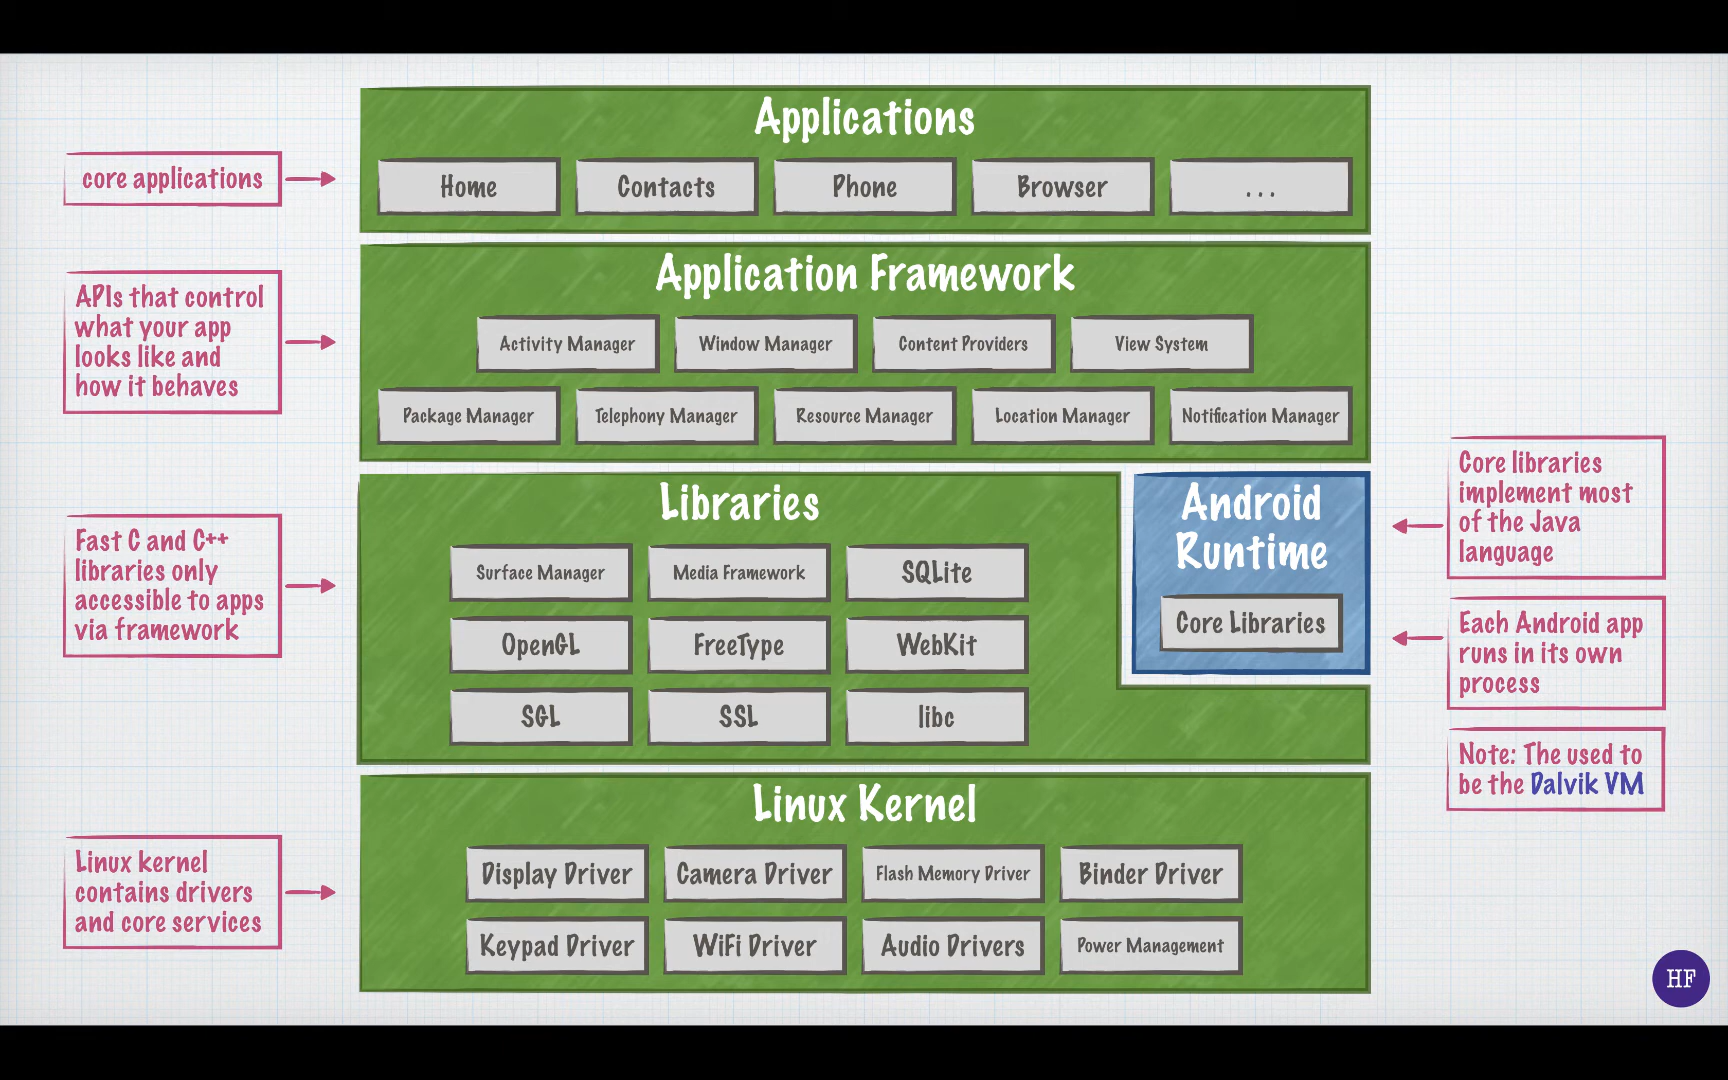 Applications
core applications
Home
Contacts
Phone
Browser
...
Application Framework
APIs that control
what your app
looks like and
how it behaves
Activity Manager
Window Manager
Content Providers
View System
Package Manager
Telephony Manager
Resource Manager
Location Manager
Notification Manager
Libraries
Fast C and C++
libraries only
accessible to apps
via framework
Surface Manager
Media Framework
SQLite
OpenGL
FreeType
WebKit
SGL
SSL
libc
Android
Runtime
Core Libraries
Core libraries
implement most
of the Java
language
Each Android app
runs in its own
process
Note: The used to
be the Dalvik VM
Linux Kernel
Linux kernel
contains drivers
and core services
Display Driver
Camera Driver
Flash Memory Driver
Binder Driver
Keypad Driver
WiFi Driver
Audio Drivers
Power Management
HF